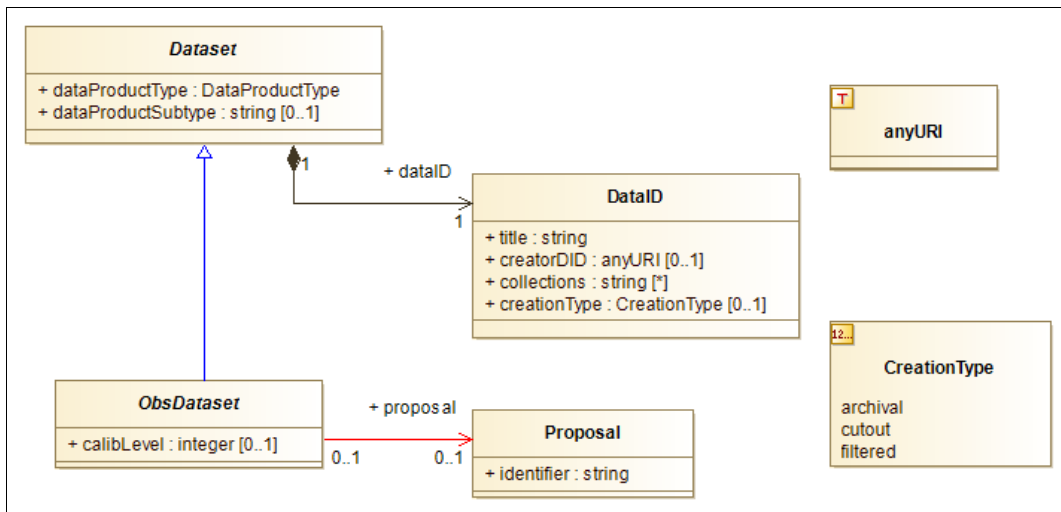 Dataset
+ dataProductType : DataProductType
+ dataProductSubtype : string [0..1]
T
anyURI
1
+ dataID
1
DataID
+ title : string
+ creatorDID : anyURI [0..1]
+ collections : string [*]
+ creationType : CreationType [0..1]
12...
CreationType
archival
cutout
filtered
ObsDataset
+ calibLevel : integer [0..1]
+ proposal
0..1
0..1
Proposal
+ identifier : string